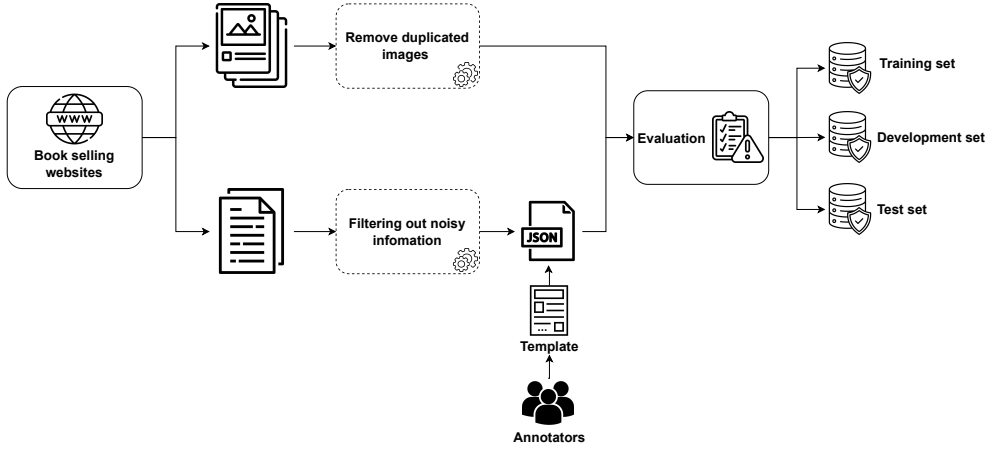 Remove duplicated
images
WWW
Book selling
websites
Evaluation
Training set
Development set
Test set
Filtering out noisy
infomation
JSON
Template
Annotators